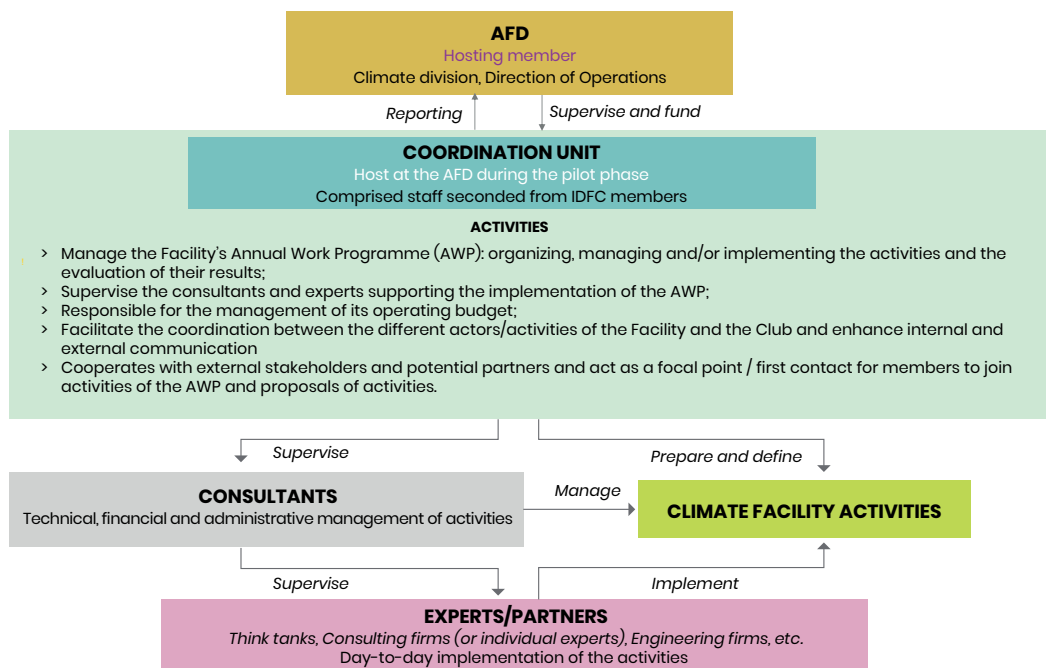 AFD
Hosting member
Climate division, Direction of Operations
Reporting
Supervise and fund
COORDINATION UNIT
Host at the AFD during the pilot phase
Comprised staff seconded from IDFC members
ACTIVITIES
> Manage the Facility's Annual Work Programme (AWP): organizing, managing and/or implementing the activities and the
evaluation of their results;
> Supervise the consultants and experts supporting the implementation of the AWP;
> Responsible for the management of its operating budget;
> Facilitate the coordination between the different actors/activities of the Facility and the Club and enhance internal and
external communication
> Cooperates with external stakeholders and potential partners and act as a focal point / first contact for members to join
activities of the AWP and proposals of activities.
Supervise
Prepare and define
CONSULTANTS
Technical, financial and administrative management of activities
Manage
CLIMATE FACILITY ACTIVITIES
Supervise
Implement
EXPERTS/PARTNERS
Think tanks, Consulting firms (or individual experts), Engineering firms, etc.
Day-to-day implementation of the activities